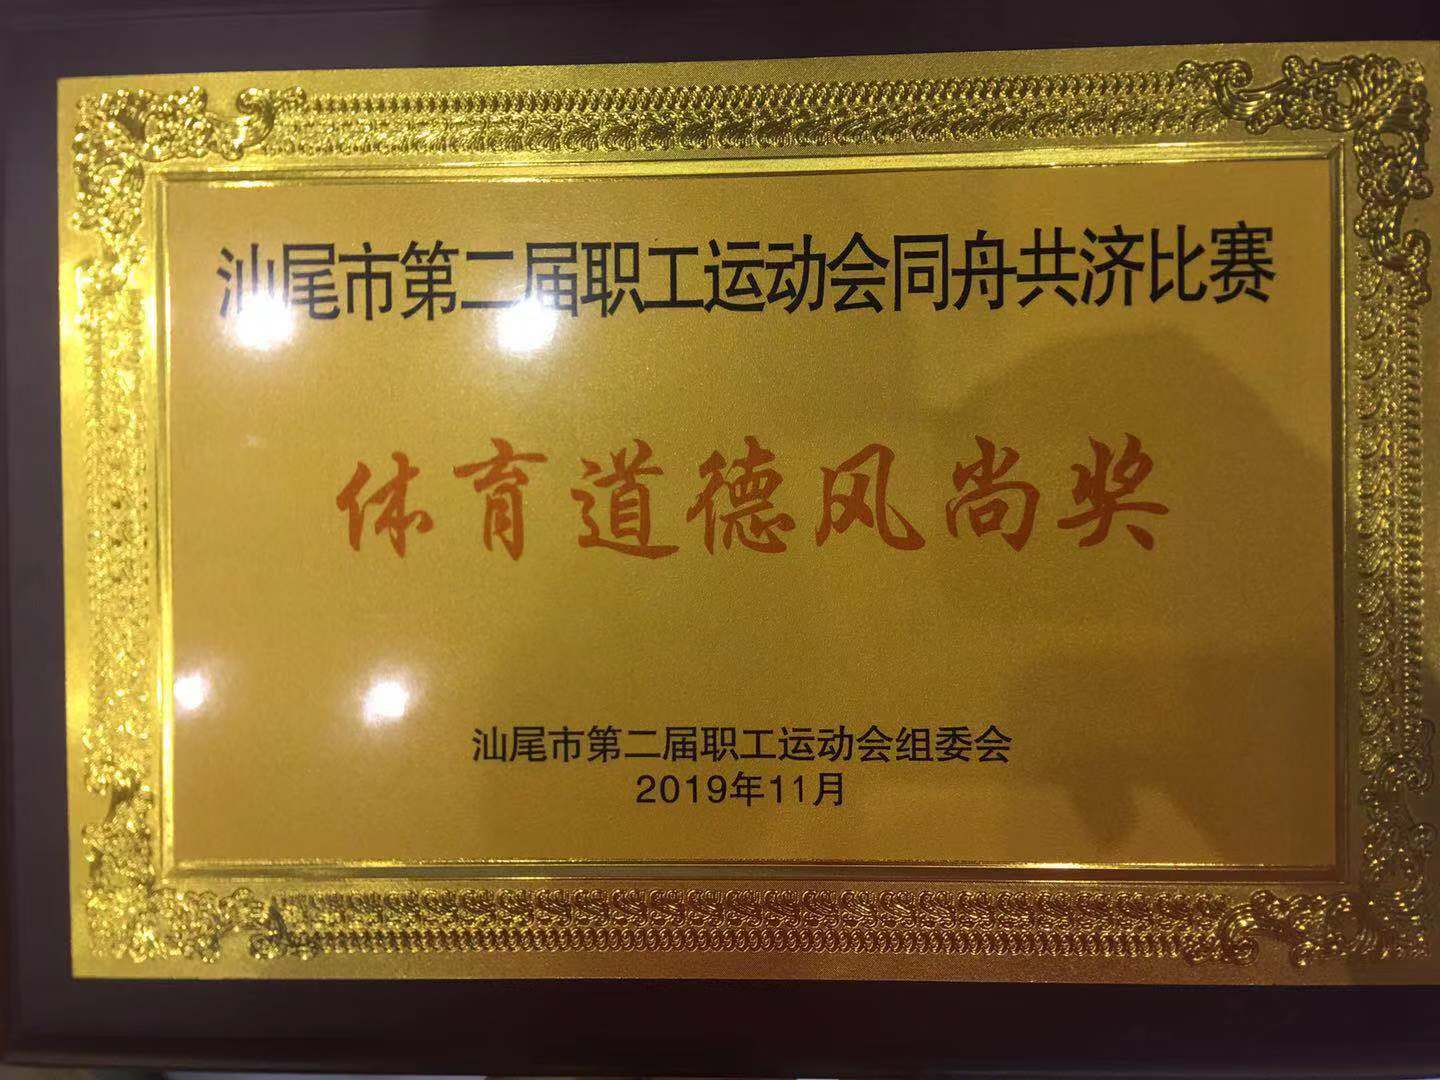 汕尾市第二届职工运动会同舟共济比赛
体育道德风尚奖
汕尾市第二届职工运动会组委会
2019年11月